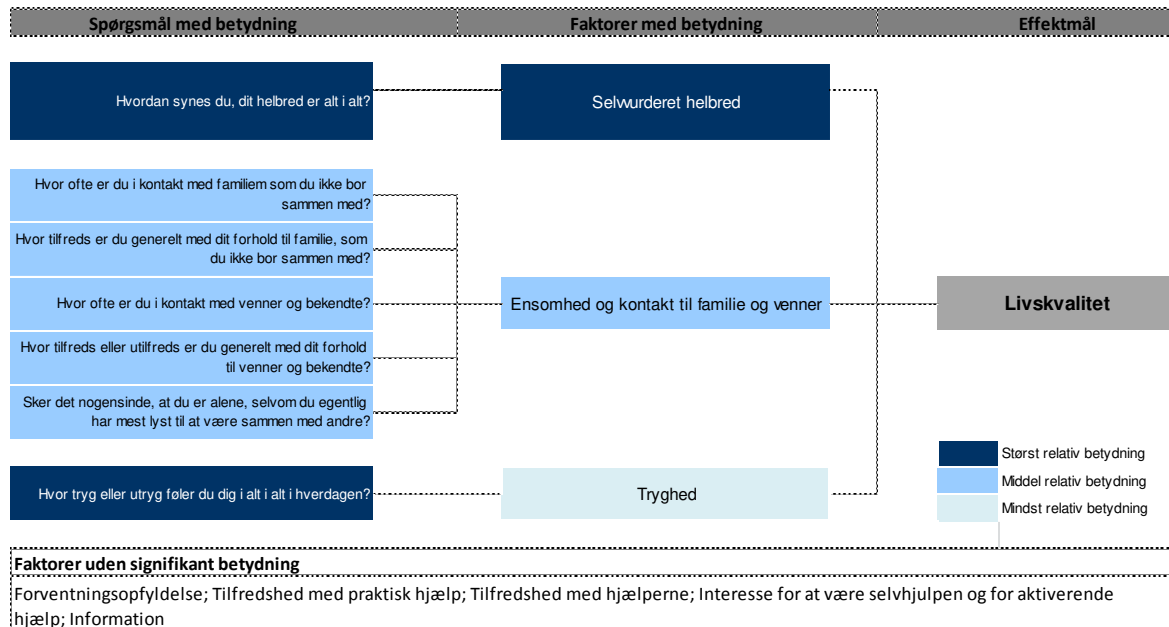 Spørgsmål med betydning
Faktorer med betydning
Effektmål
Hvordan synes du, dit helbred er alt i alt?
Selvvurderet helbred
Hvor ofte er du i kontakt med familiem som du ikke bor
sammen med?
Hvor tilfreds er du generelt med dit forhold til familie, som
du ikke bor sammen med?
Hvor ofte er du i kontakt med venner og bekendte?
Hvor tilfreds eller utilfreds er du generelt med dit forhold
til venner og bekendte?
Sker det nogensinde, at du er alene, selvom du egentlig
har mest lyst til at være sammen med andre?
Ensomhed og kontakt til familie og venner
Livskvalitet
Hvor tryg eller utryg føler du dig i alt i alt i hverdagen?
Tryghed
Størst relativ betydning
Middel relativ betydning
Mindst relativ betydning
Faktorer uden signifikant betydning
Forventningsopfyldelse; Tilfredshed med praktisk hjælp; Tilfredshed med hjælperne; Interesse for at være selvhjulpen og for aktiverende
hjælp; Information